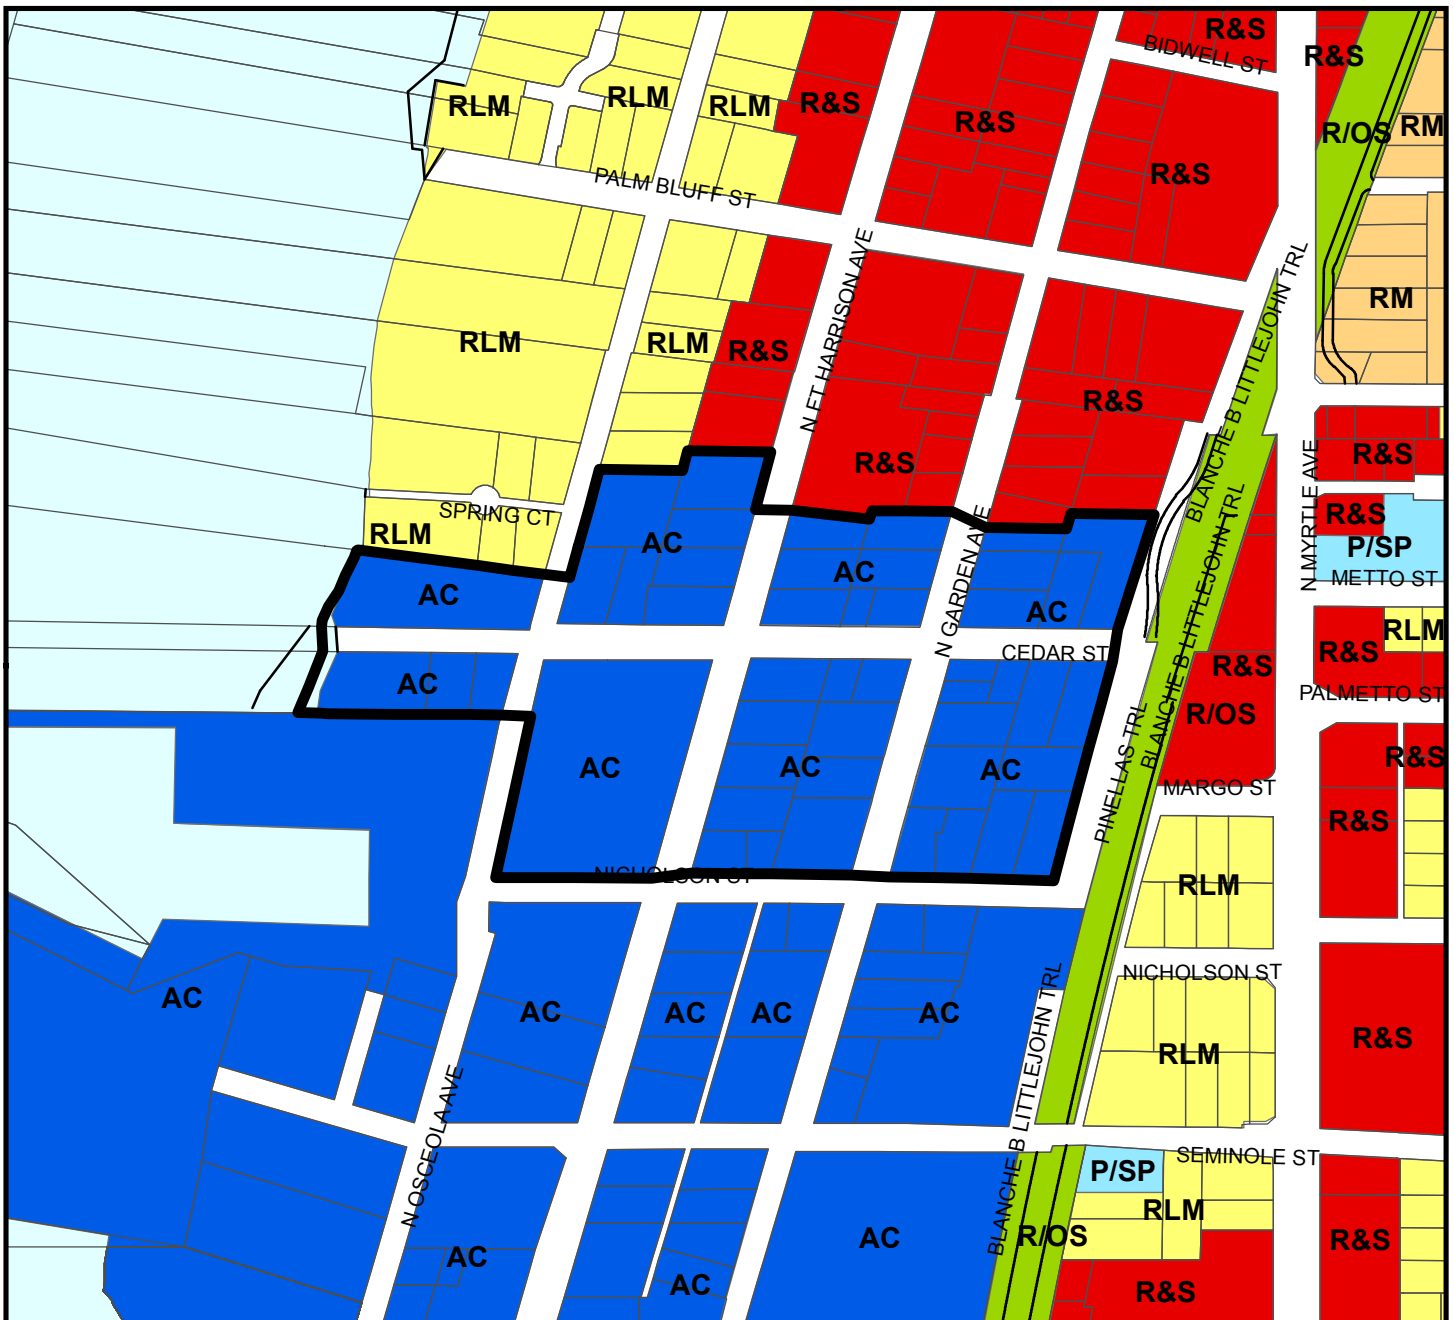 R&S
BIDWELL ST
R&S
RLM
RLM
RLM
R&S
R&S
R/OS
RM
R&S
PALM BLUFF ST
N FT HARRISON AVE
BLANCHE B LITTLEJOHN TRL
RM
RLM
RLM
R&S
R&S
R&S
N MYRTLE AVE
R&S
BLANCHE B LITTLEJOHN TRL
SPRING CT
R&S
RLM
AC
N GARDEN AVE
P/SP
AC
METTO ST
AC
AC
RLM
CEDAR ST
R&S
R&S
AC
PALMETTO ST
R/OS
PINELLAS TRL
R&S
AC
AC
AC
MARGO ST
R&S
NICHOLSON ST
RLM
NICHOLSON ST
AC
AC
AC
AC
AC
R&S
BLANCHE B LITTLEJOHN TRL
RLM
N OSCEOLA AVE
SEMINOLE ST
P/SP
RLM
R/OS
AC
R&S
AC
AC
R&S